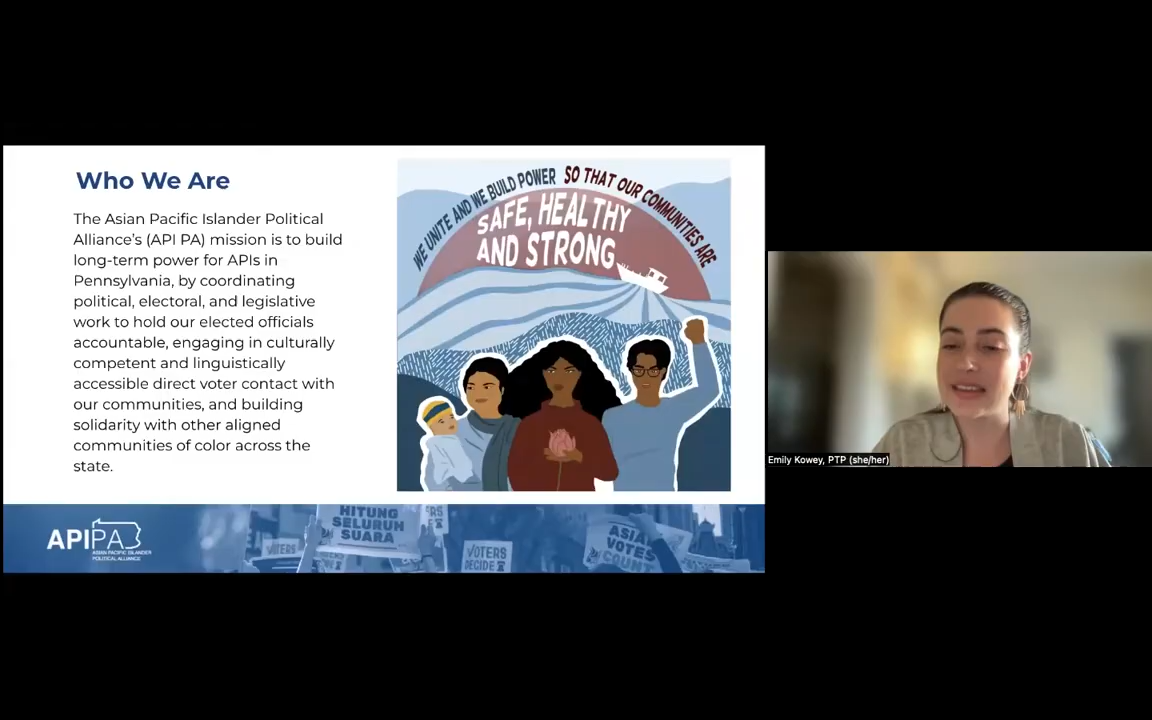 Who We Are
The Asian Pacific Islander Political
Alliance's (API PA) mission is to build
long-term power for APIs in
Pennsylvania, by coordinating
political, electoral, and legislative
work to hold our elected officials
accountable, engaging in culturally
competent and linguistically
accessible direct voter contact with
our communities, and building
solidarity with other aligned
communities of color across the
state.
WE UNITE AND WE BUILD POWER SO THAT OUR COMMUNITIES ARE
SAFE, HEALTHY
AND STRONG
APIPA
ASIAN PACIFIC ISLANDER
POLITICAL ALLIANCE
VOTERS
HITUNG
SELURUH
SUARA
VOTERS
DECIDE
ASIAN
VOTES
COUNT
Emily Kowey, PTP (she/her)